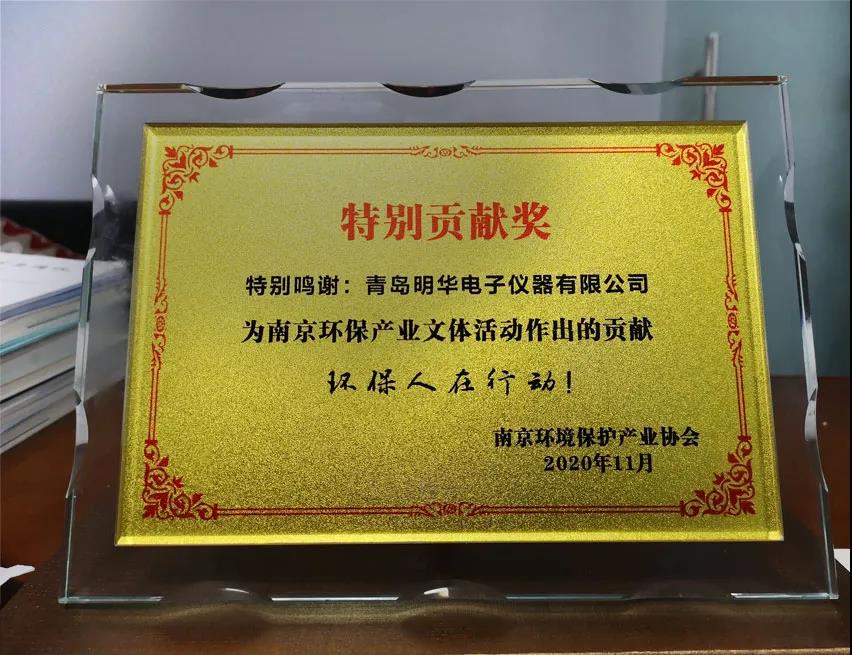 特别贡献奖
特别鸣谢：青岛明华电子仪器有限公司
为南京环保产业文体活动作出的贡献
环保人在行动！
南京环境保护产业协会
2020年11月